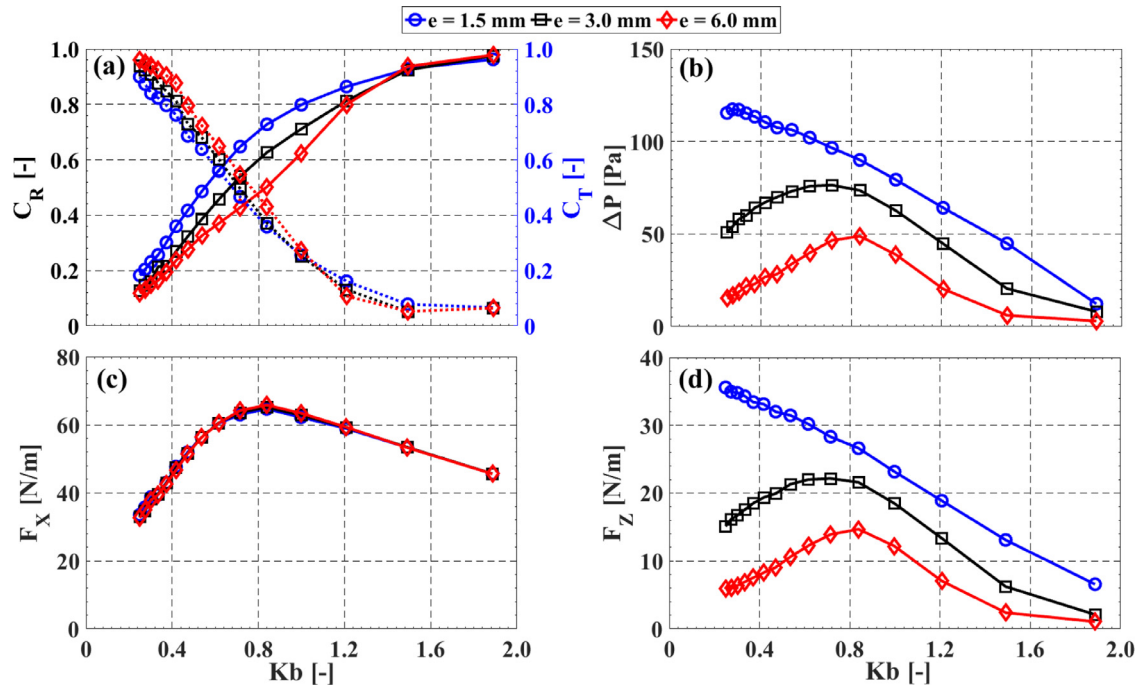 e = 1.5 mm e = 3.0 mm e = 6.0 mm
(a)
1.0
0.8
0.6
0.4
0.2
0
C_R [-]
1.0
0.8
0.6
0.4
0.2
0
C_T [-]
(b)
150
100
50
0
ΔP [Pa]
(c)
80
60
40
20
0
F_X [N/m]
0 0.4 0.8 1.2 1.6 2.0
Kb [-]
(d)
40
30
20
10
0
F_Z [N/m]
0 0.4 0.8 1.2 1.6 2.0
Kb [-]